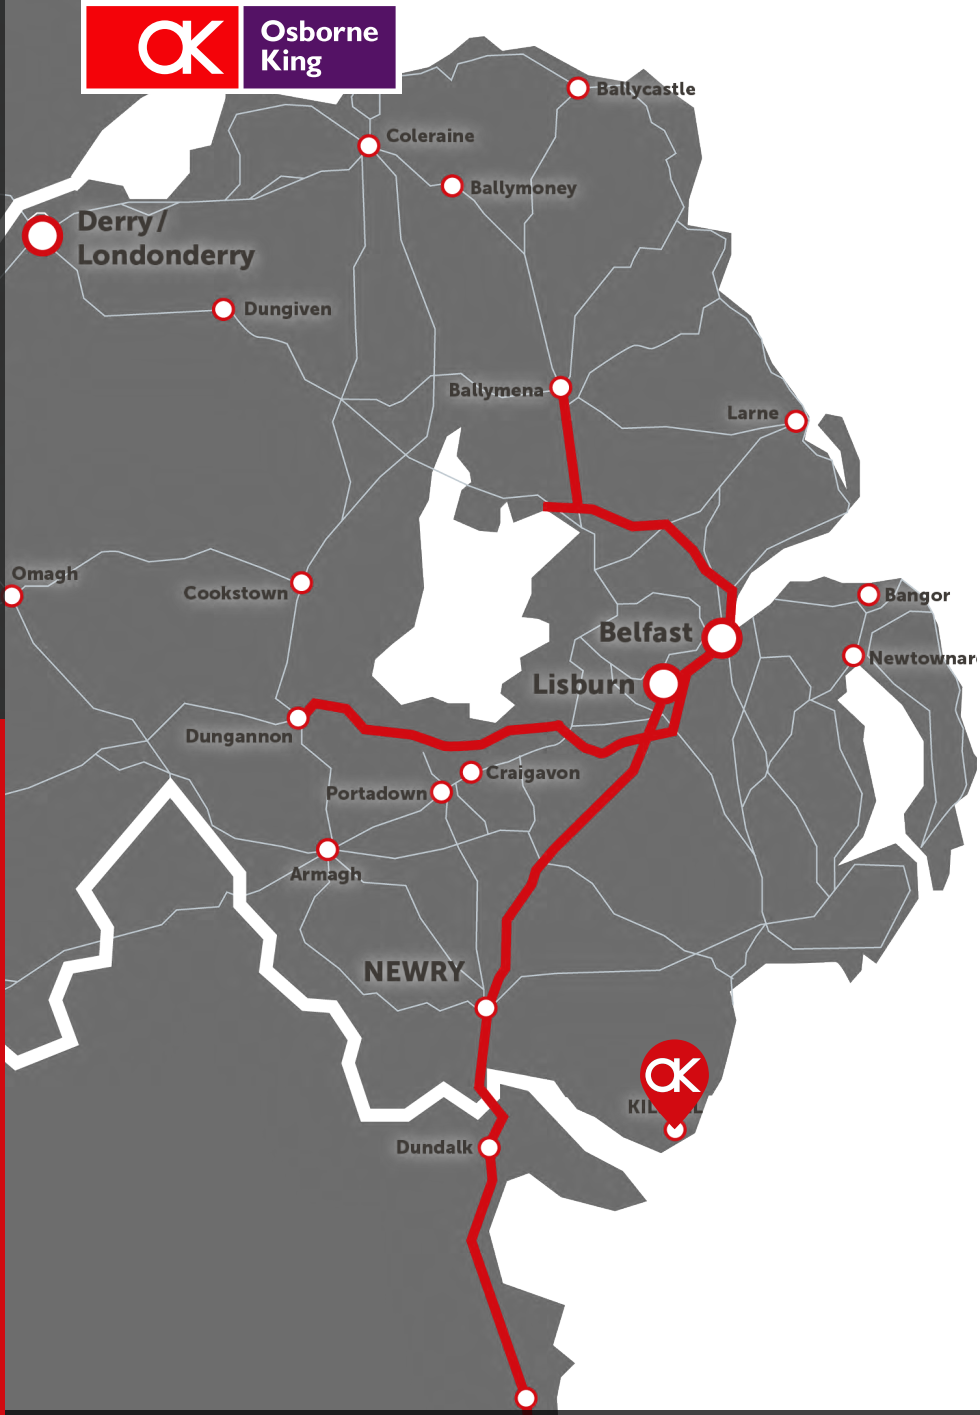 OK Osborne
King
Ballycastle
Coleraine
Ballymoney
Derry/
Londonderry
Dungiven
Ballymena
Larne
Omagh
Cookstown
Bangor
Belfast
Newtownar
Lisburn
Dungannon
Craigavon
Portadown
Armagh
NEWRY
OK
Dundalk